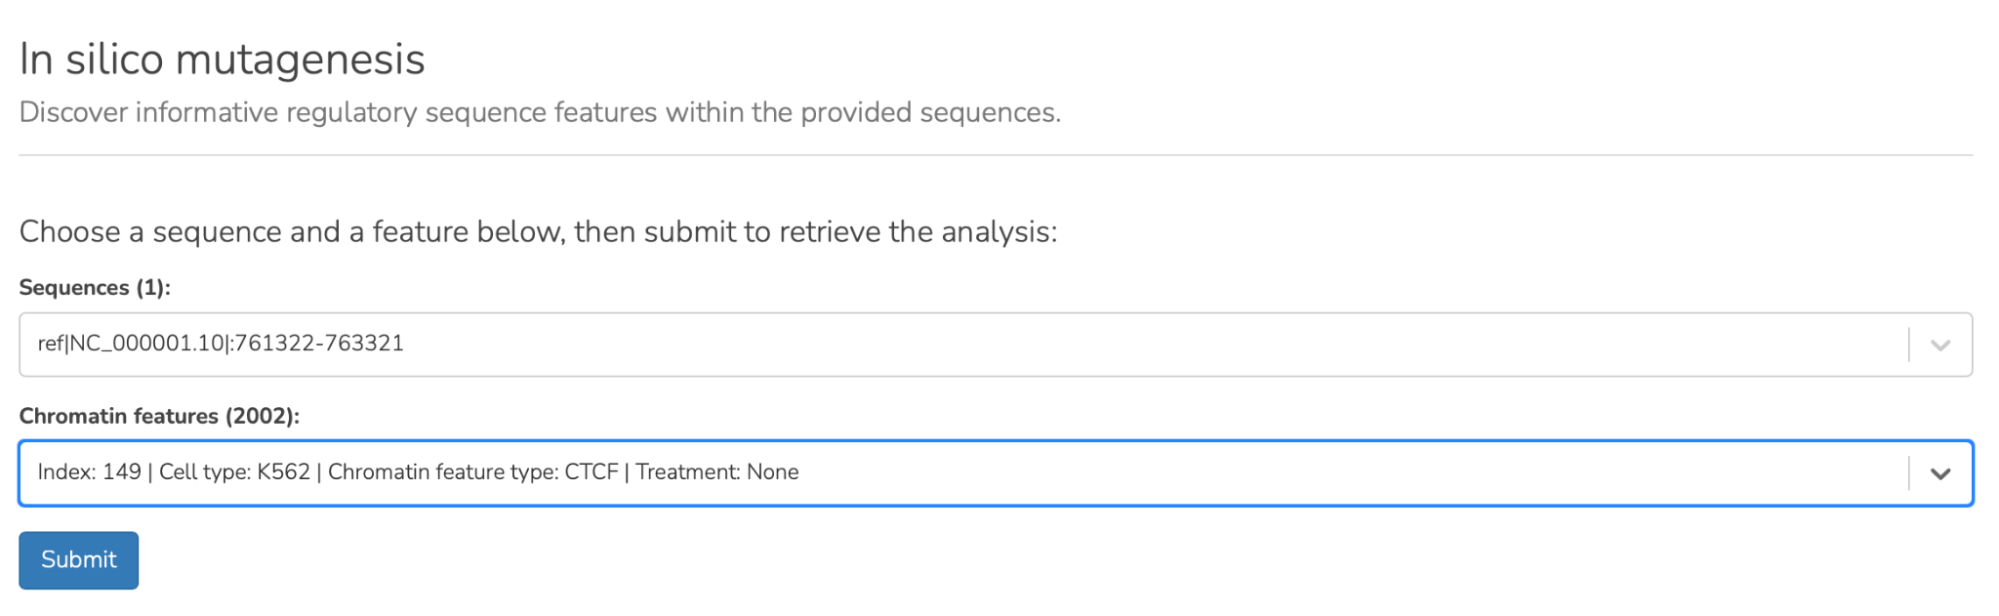 In silico mutagenesis
Discover informative regulatory sequence features within the provided sequences.
Choose a sequence and a feature below, then submit to retrieve the analysis:
Sequences (1):
ref|NC_000001.10|:761322-763321
Chromatin features (2002):
Index: 149 | Cell type: K562 | Chromatin feature type: CTCF | Treatment: None
Submit